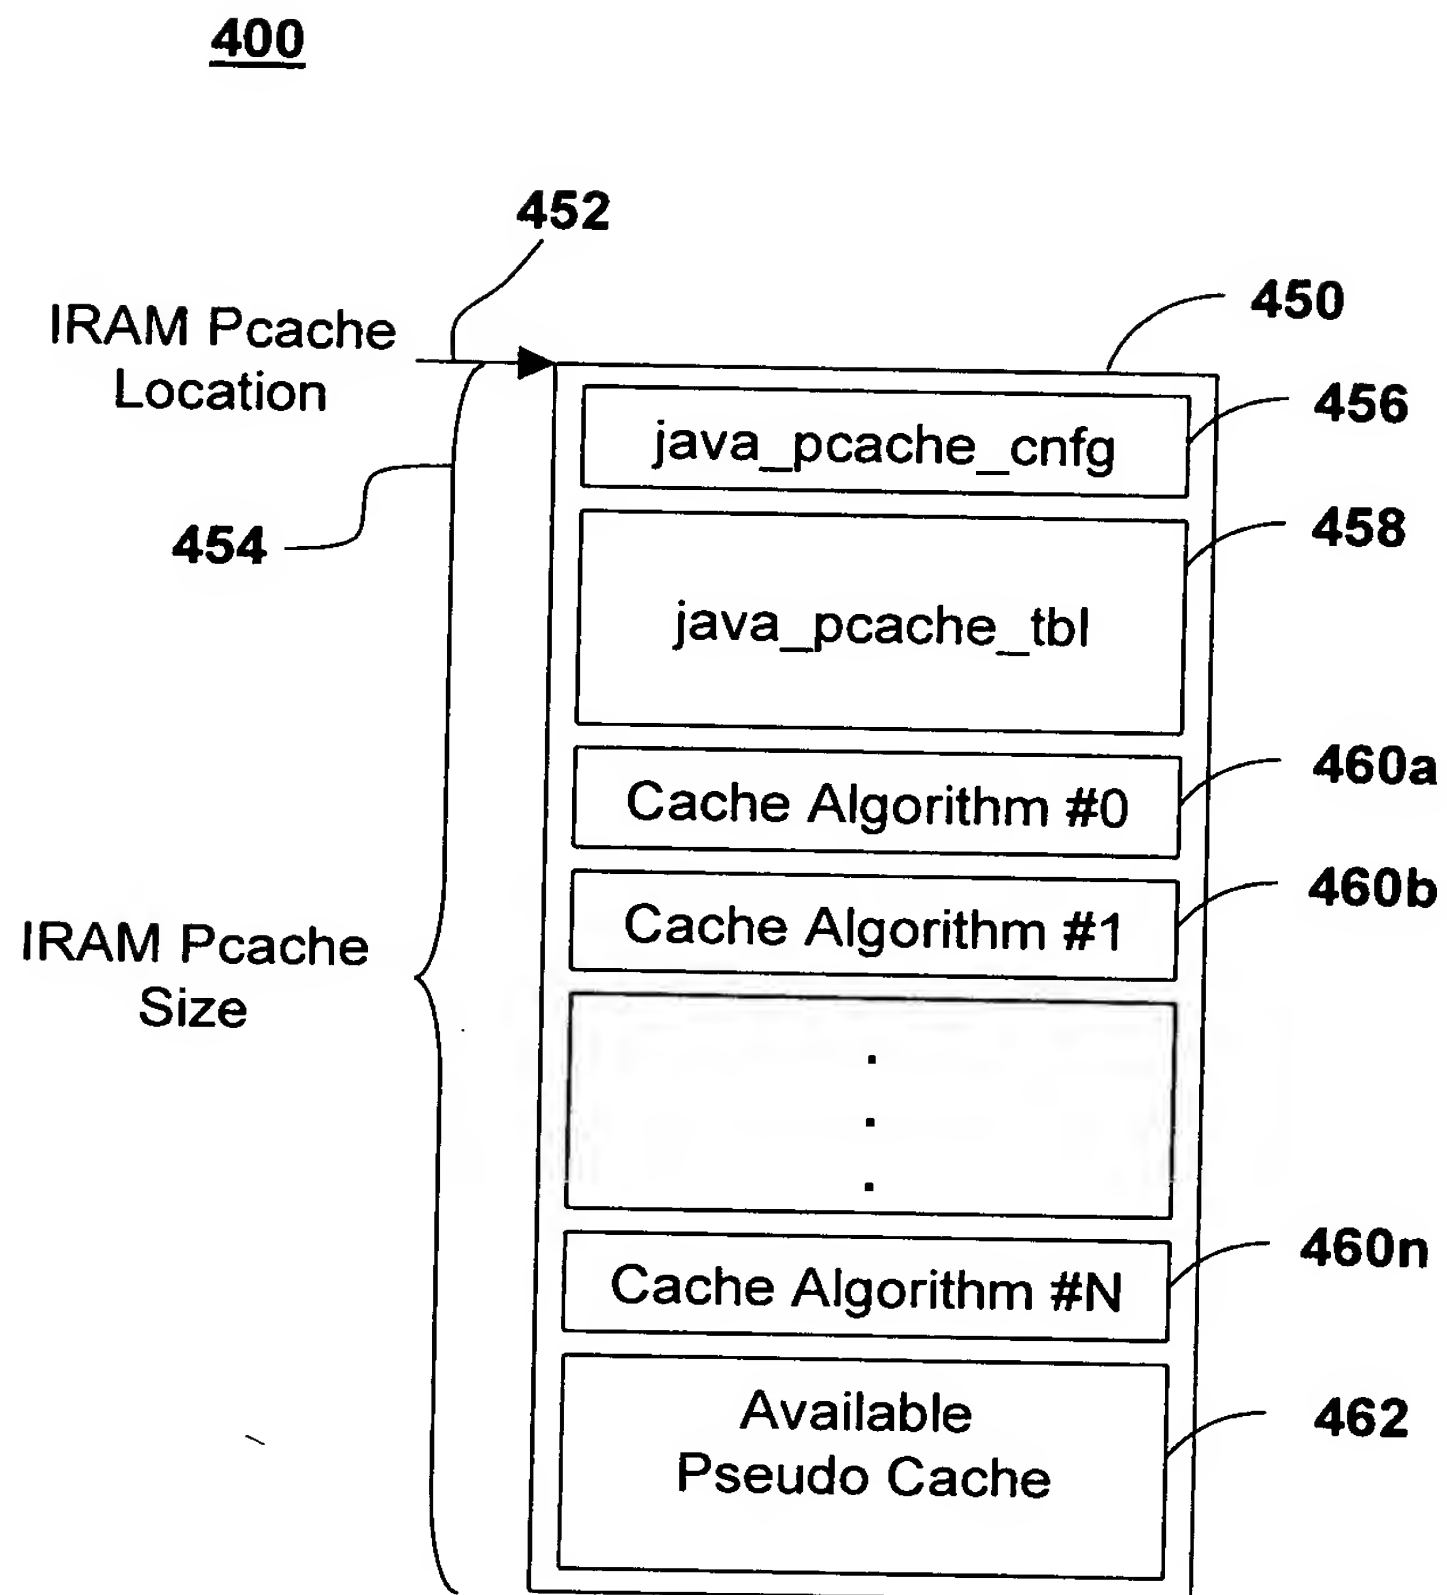 400
452
IRAM Pcache
Location
450
456
java_pcache_cnfg
454
458
java_pcache_tbl
460a
Cache Algorithm #0
460b
Cache Algorithm #1
IRAM Pcache
Size
.
.
.
460n
Cache Algorithm #N
Available
Pseudo Cache
462